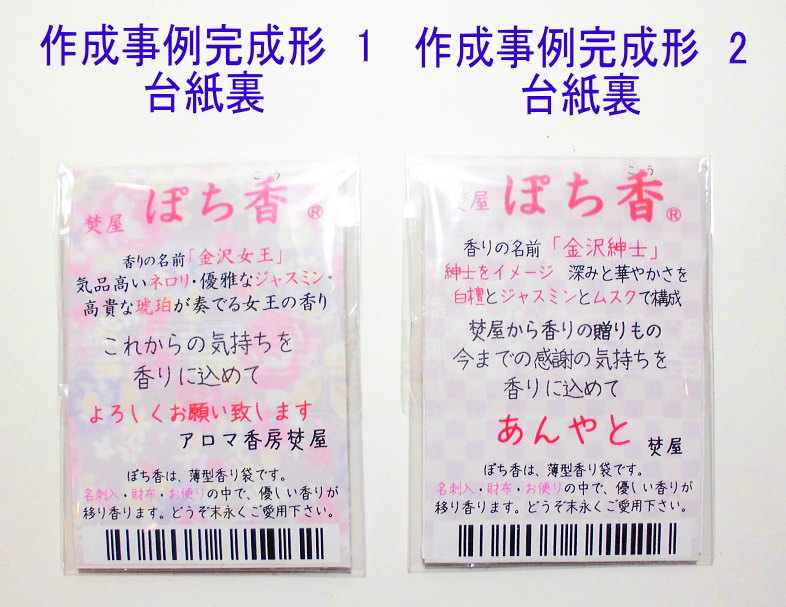 作成事例完成形　1
台紙裏
こう
焚屋 ぽち香®
香りの名前「金沢女王」
気品高いネロリ・優雅なジャスミン・
高貴な琥珀が奏でる女王の香り
これからの気持ちを
香りに込めて
よろしくお願い致します
アロマ香房焚屋
ぽち香は、薄型香り袋です。
名刺入・財布・お便りの中で、優しい香りが
移り香ります。どうぞ末永くご愛用下さい。
作成事例完成形　2
台紙裏
こう
焚屋 ぽち香®
香りの名前「金沢紳士」
紳士をイメージ　深みと華やかさを
白檀とジャスミンとムスクで構成
焚屋から香りの贈りもの
今までの感謝の気持ちを
香りに込めて
あんやと 焚屋
ぽち香は、薄型香り袋です。
名刺入・財布・お便りの中で、優しい香りが
移り香ります。どうぞ末永くご愛用下さい。